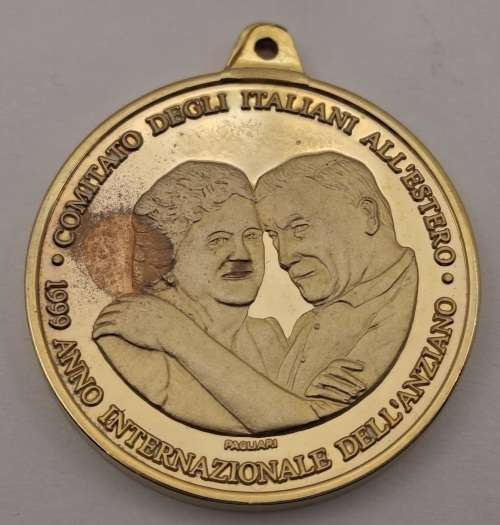 COMITATO DEGLI ITALIANI ALL'ESTERO
1999 ANNO INTERNAZIONALE DELL'ANZIANO
PAGLIARI